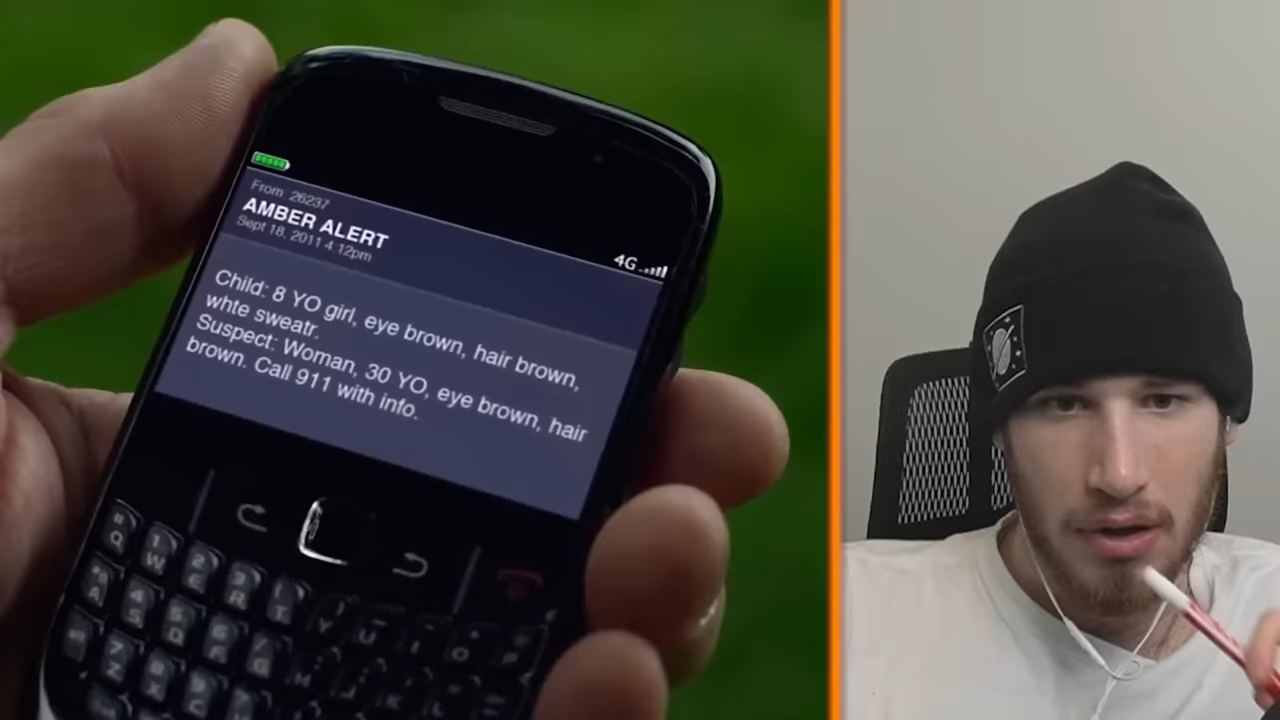 From 26237
AMBER ALERT
Sept 18, 2011 4:12pm
4G
Child: 8 YO girl, eye brown, hair brown,
whte sweatr.
Suspect: Woman, 30 YO, eye brown, hair
brown. Call 911 with info.
Q W E R T Y U I O P
A S D F G
Z X C